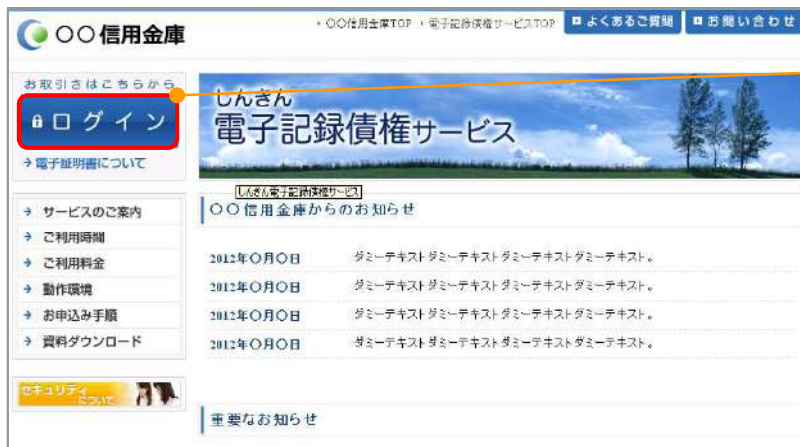 〇〇信用金庫
〇〇信用金庫TOP
電子記録債権サービスTOP
よくあるご質問
お問い合わせ
お取引きはこちらから
ログイン
電子証明書について
しんきん
電子記録債権サービス
しんきん電子記録債権サービス
サービスのご案内
ご利用時間
ご利用料金
動作環境
お申込み手順
資料ダウンロード
セキュリティ
について
〇〇信用金庫からのお知らせ
2012年〇月〇日 ダミーテキストダミーテキストダミーテキストダミーテキスト。
2012年〇月〇日 ダミーテキストダミーテキストダミーテキストダミーテキスト。
2012年〇月〇日 ダミーテキストダミーテキストダミーテキストダミーテキスト。
2012年〇月〇日 ダミーテキストダミーテキストダミーテキストダミーテキスト。
重要なお知らせ